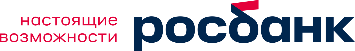 настоящие
возможности
росбанк